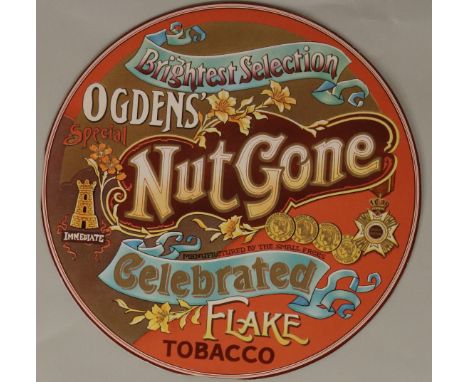 Brightest Selection
OGDENS'
Special
Nut Gone
IMMEDIATE
MANUFACTURED BY THE SMALL FACES
Celebrated
FLAKE
TOBACCO